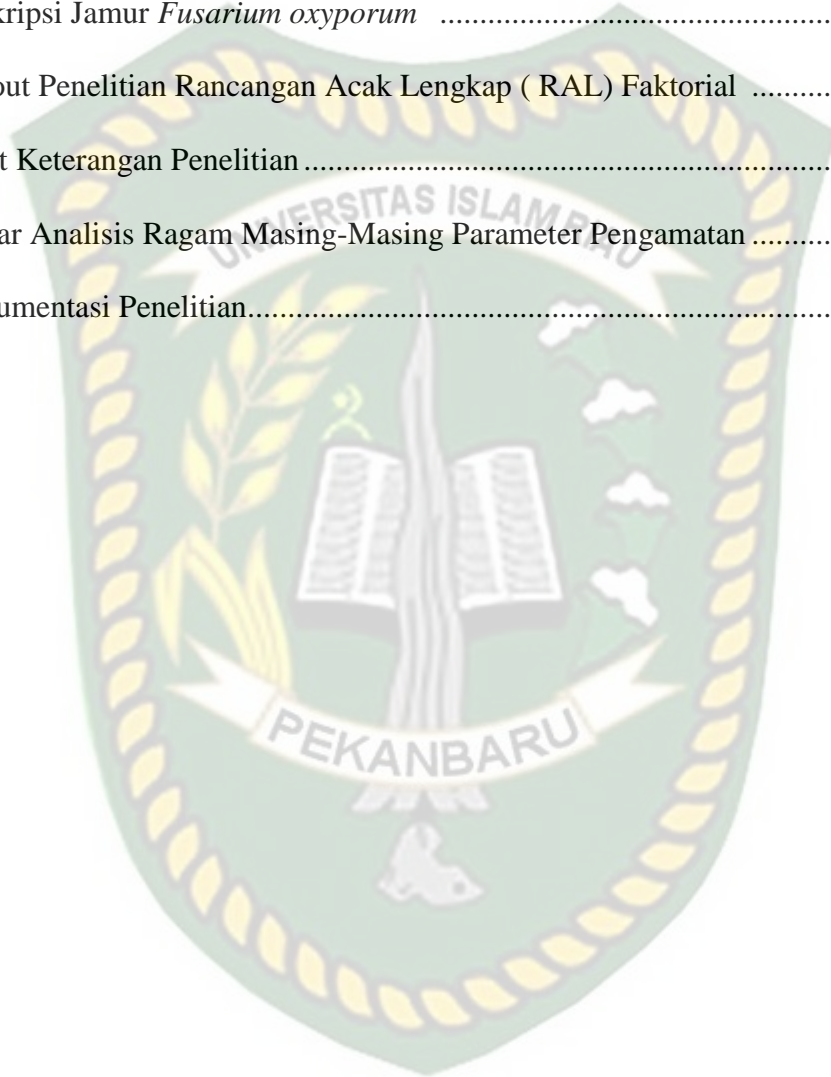 kripsi Jamur Fusarium oxyporum ........................................
out Penelitian Rancangan Acak Lengkap ( RAL) Faktorial ..........
t Keterangan Penelitian ..................................................................
ar Analisis Ragam Masing-Masing Parameter Pengamatan ..........
umentasi Penelitian..........................................................................
UNIVERSITAS ISLAM RIAU
PEKANBARU